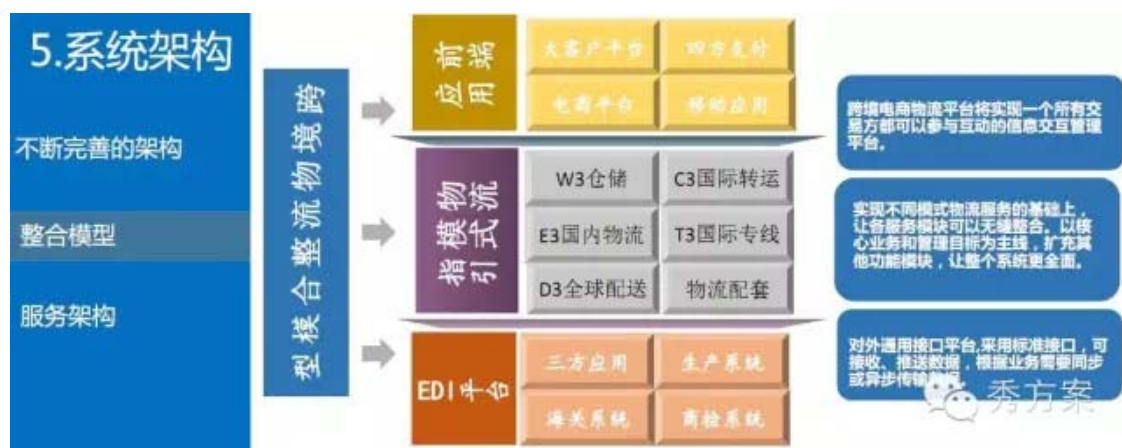 5.系统架构
不断完善的架构
整合模型
服务架构
跨境物流整合模型
前端
应用
大客户平台
四方
电商平台
移动应用
物流
模式
指引
W3仓储
C3国际转运
E3国内物流
T3国际专线
D3全球配送
物流配套
EDI平台
三方应用
生产系统
海关系统
商检系统
跨境电商物流平台将实现一个所有交
易方都可以参与互动的信息交互管理
平台。
实现不同模式物流服务的基础上，
让各服务模块可以无缝整合。以核
心业务和管理目标为主线，扩充其
他功能模块，让整个系统更全面。
对外通用接口平台,采用标准接口，可
接收、推送数据，根据业务需要同步
或异步传输
秀方案